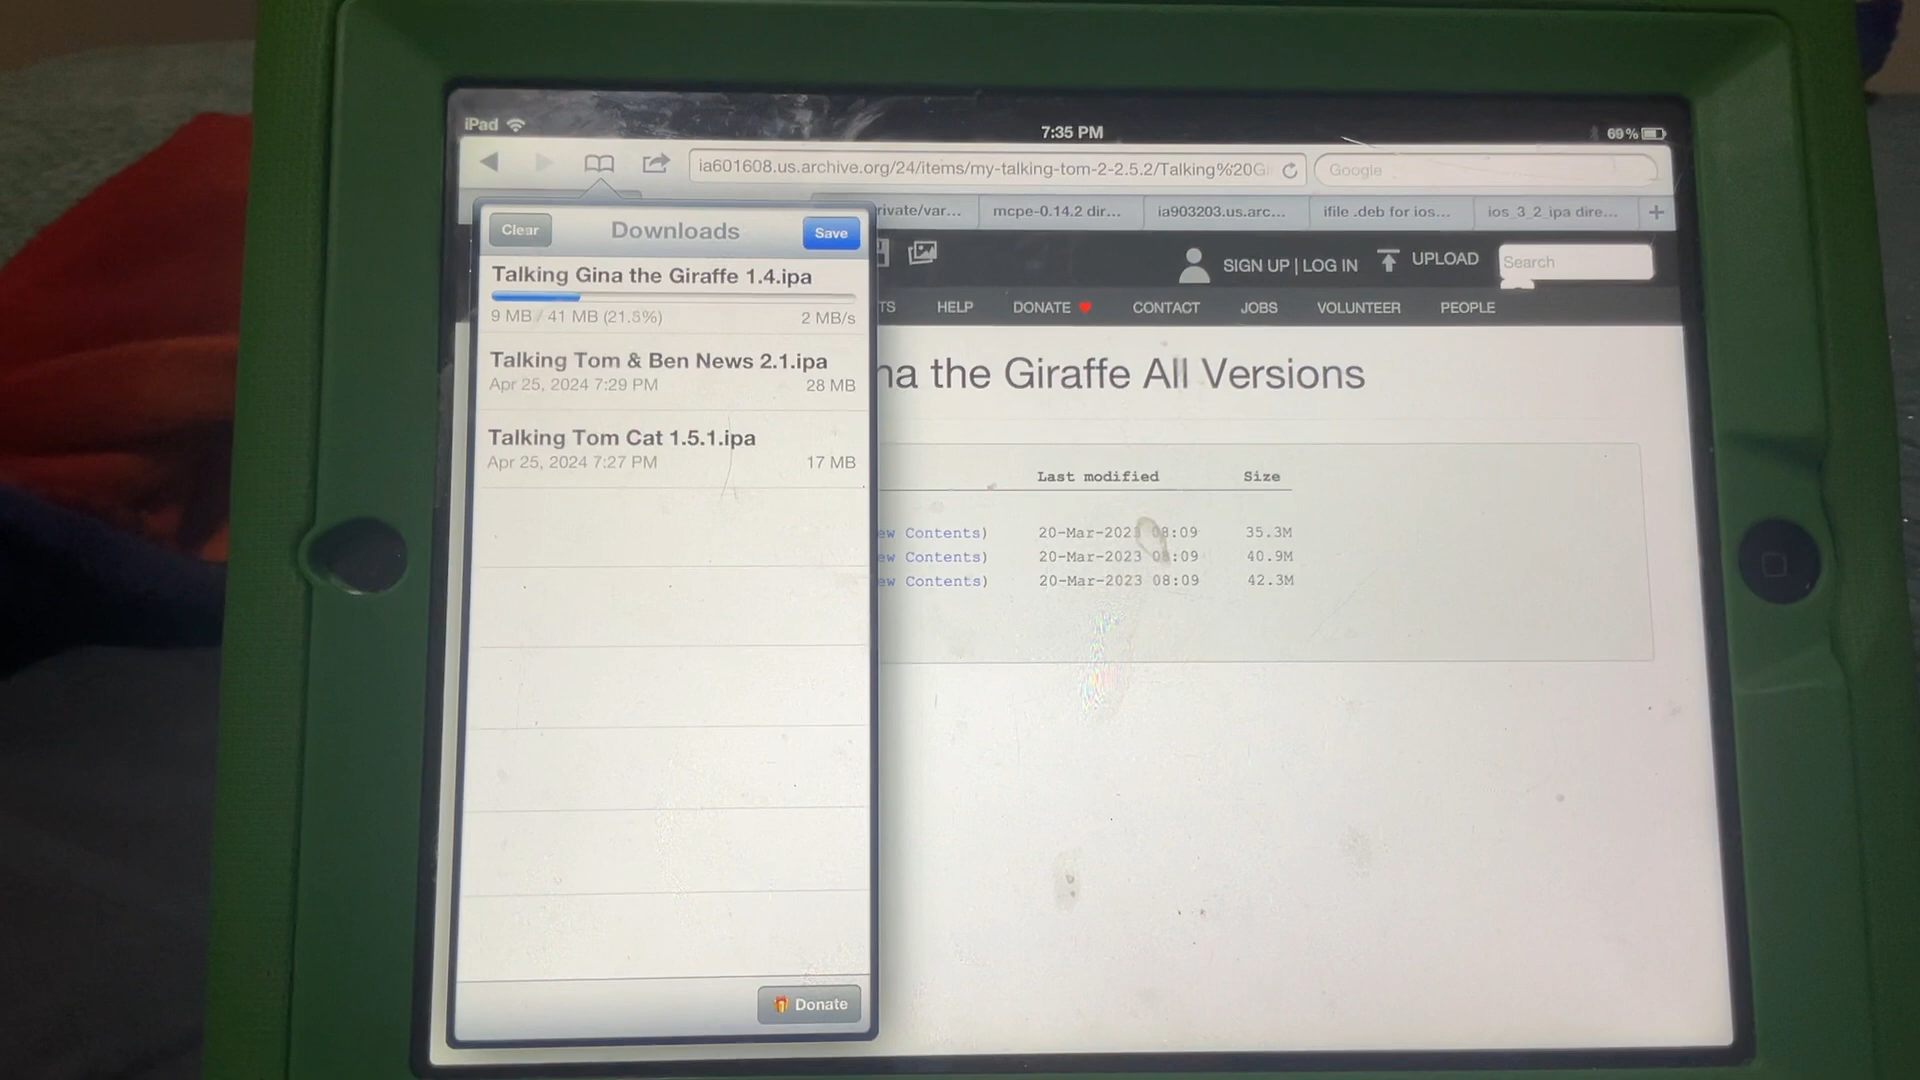 iPad
7:35 PM
69%
ia601608.us.archive.org/24/items/my-talking-tom-2-2.5.2/Talking%20Gi
Google
rivate/var...
mcpe-0.14.2 dir...
ia903203.us.arc...
ifile .deb for ios...
ios_3_2_ipa dire...
+
Clear
Downloads
Save
Talking Gina the Giraffe 1.4.ipa
9 MB / 41 MB (21.8%)
2 MB/s
Talking Tom & Ben News 2.1.ipa
Apr 25, 2024 7:29 PM
28 MB
Talking Tom Cat 1.5.1.ipa
Apr 25, 2024 7:27 PM
17 MB
Donate
SIGN UP | LOG IN
UPLOAD
Search
TS
HELP
DONATE
CONTACT
JOBS
VOLUNTEER
PEOPLE
na the Giraffe All Versions
Last modified Size
ew Contents) 20-Mar-2023 08:09 35.3M
ew Contents) 20-Mar-2023 08:09 40.9M
ew Contents) 20-Mar-2023 08:09 42.3M